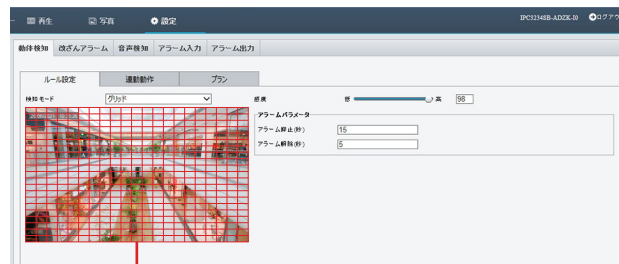 再生 写真 設定 IPC3234SB-ADZK-I0 ログアウ
動体検知 改ざんアラーム 音声検知 アラーム入力 アラーム出力
ルール設定 連動動作 プラン
検知モード グリッド 感度 低 高 98
アラームパラメータ
アラーム抑止(秒) 15
アラーム解除(秒) 5